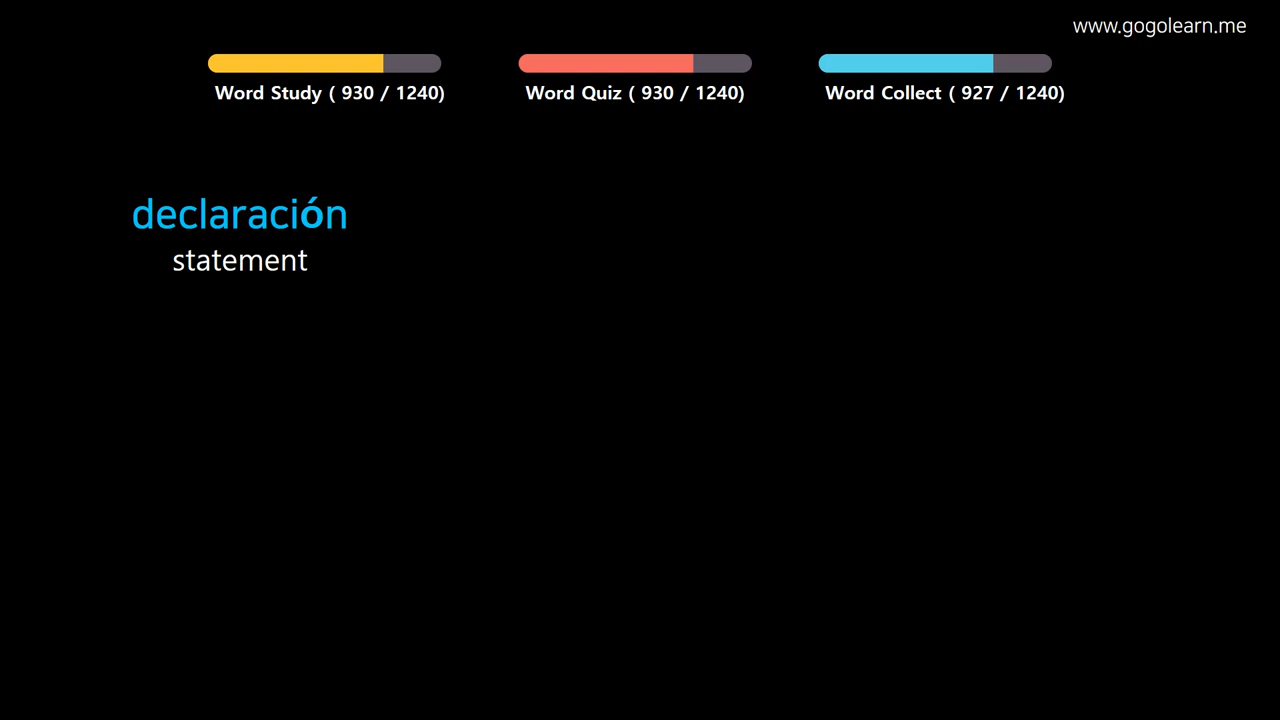 www.gogolearn.me
Word Study ( 930 / 1240)
Word Quiz ( 930 / 1240)
Word Collect ( 927 / 1240)
declaración
statement